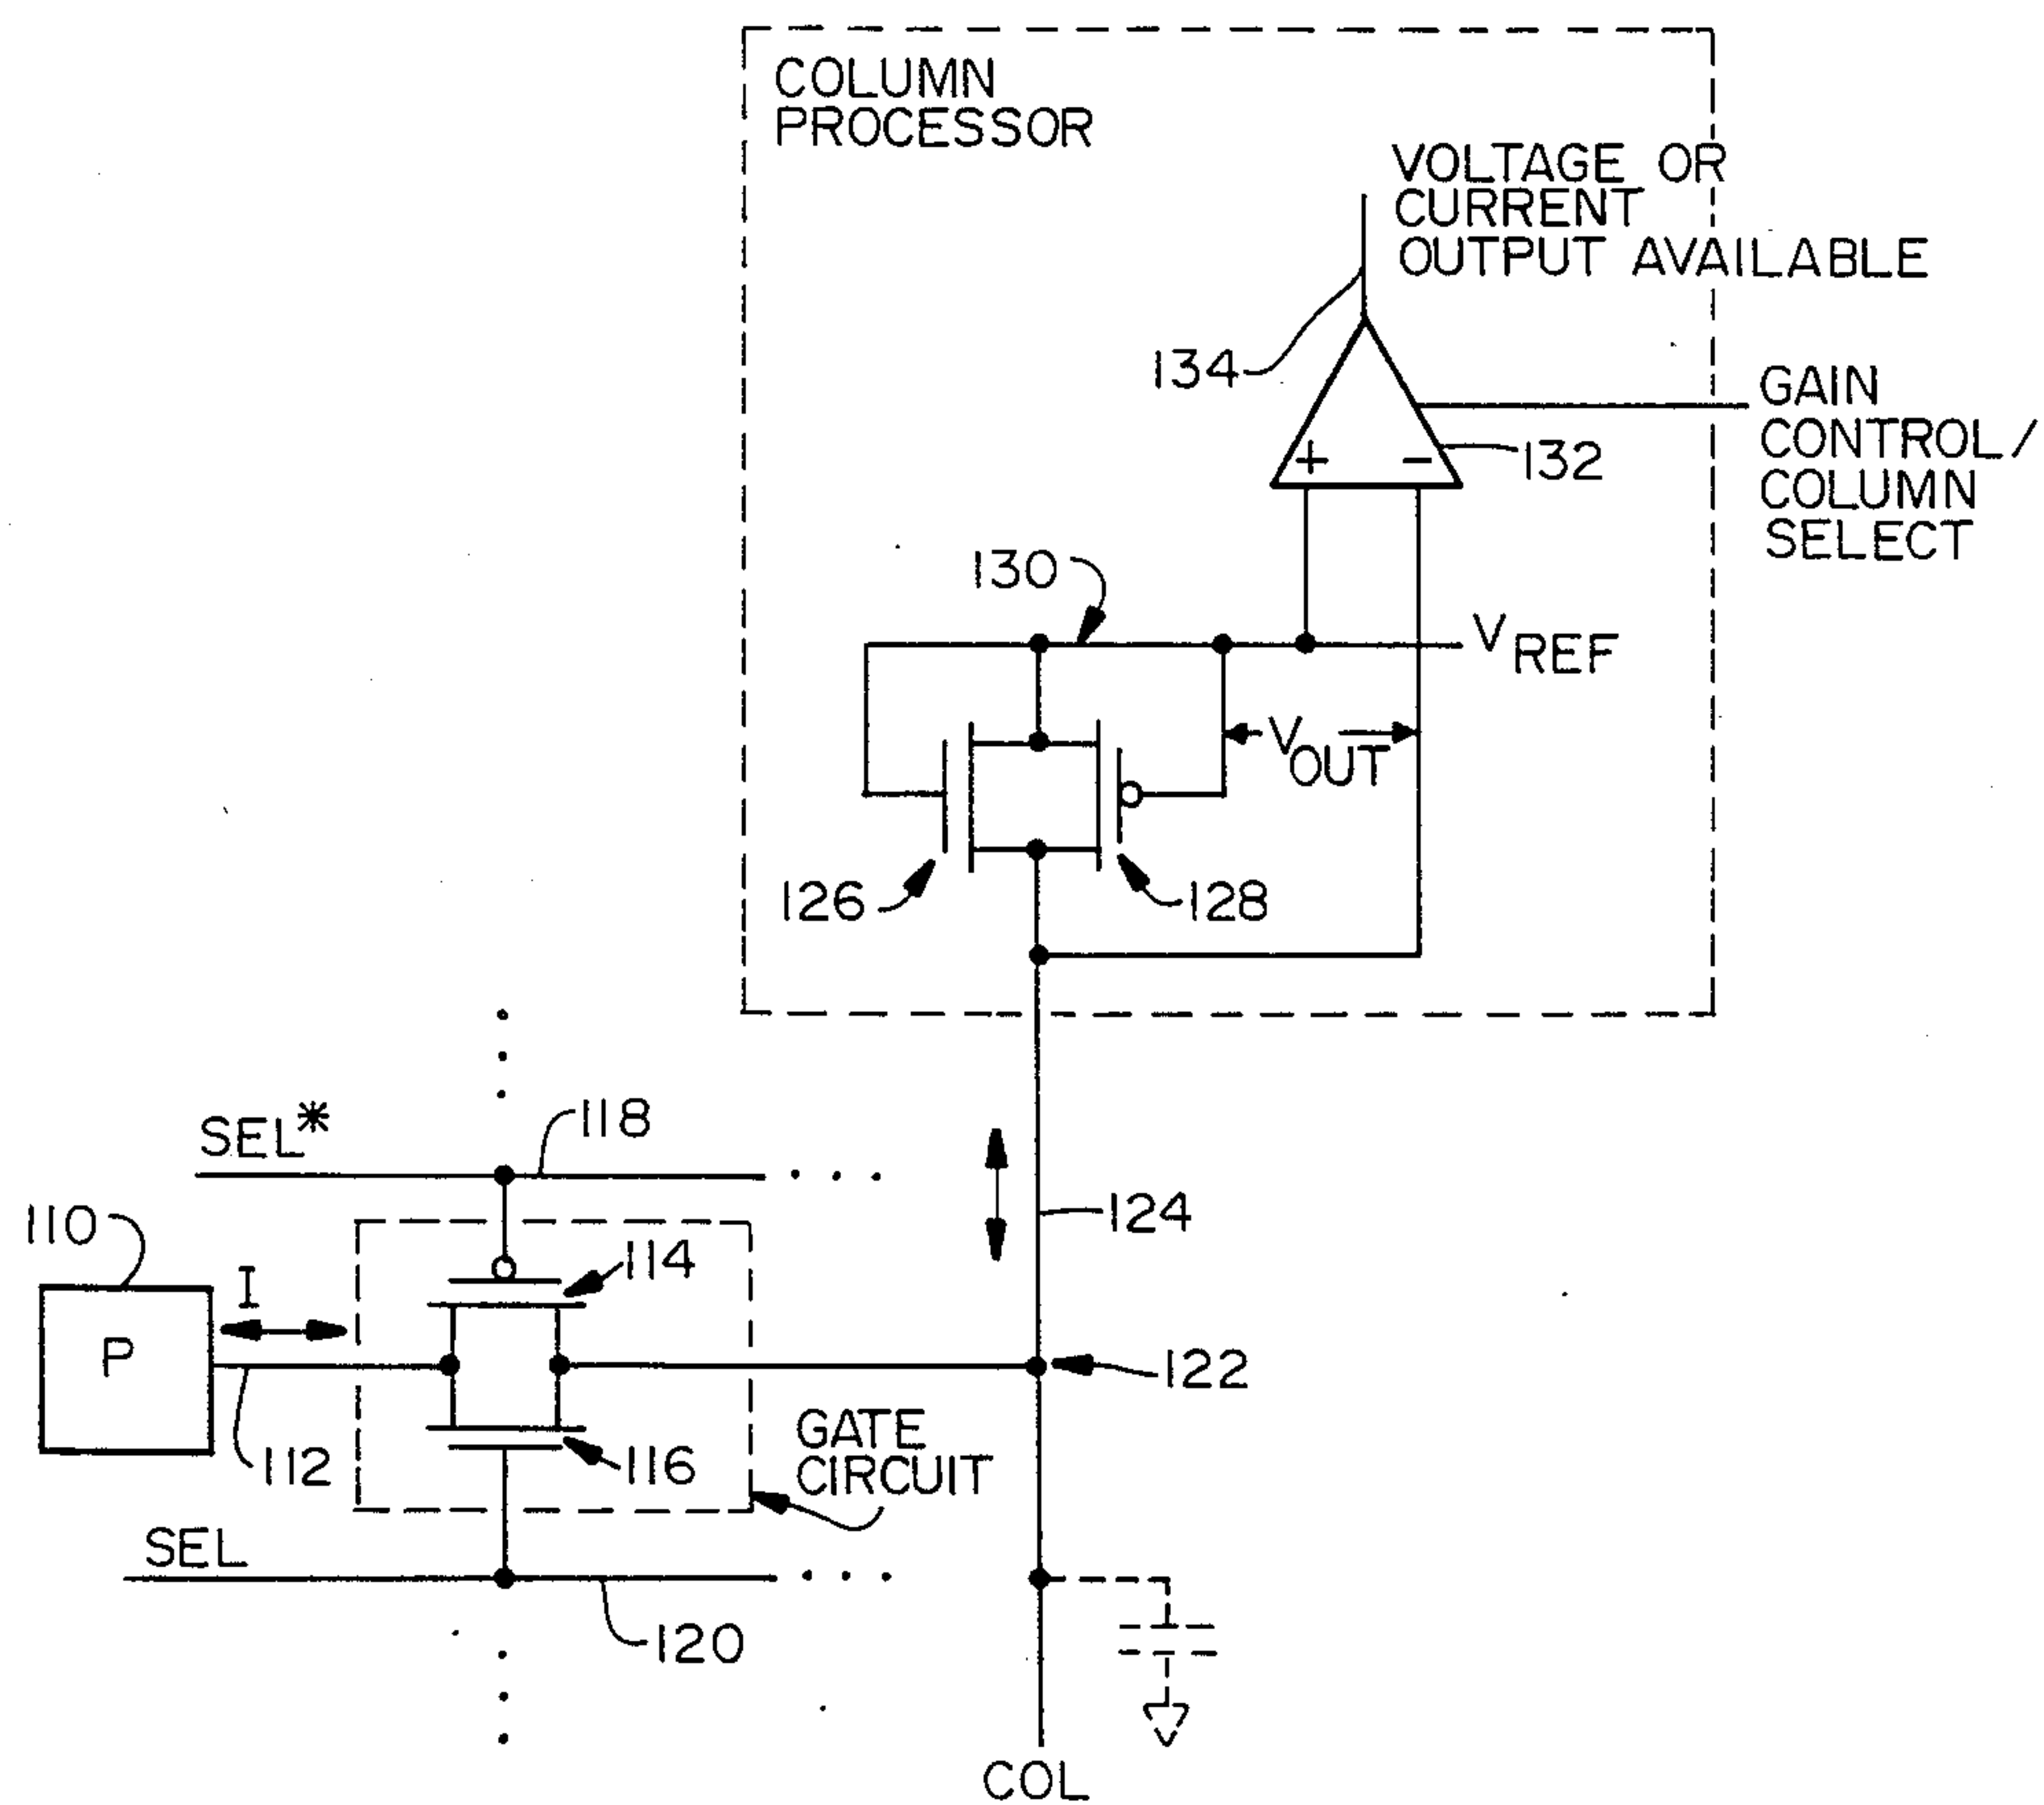 COLUMN
PROCESSOR
VOLTAGE OR
CURRENT
OUTPUT AVAILABLE
134
GAIN
CONTROL/
COLUMN
SELECT
+ −
132
130
VREF
VOUT
126
128
SEL*
118
110
114
124
I
P
122
112
116
GATE
CIRCUIT
SEL
120
COL